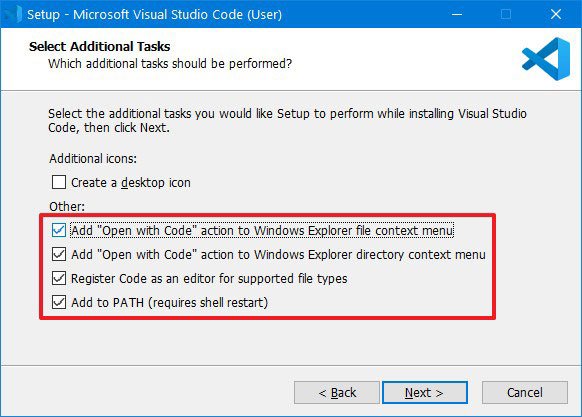 Setup - Microsoft Visual Studio Code (User)
Select Additional Tasks
Which additional tasks should be performed?
Select the additional tasks you would like Setup to perform while installing Visual Studio
Code, then click Next.
Additional icons:
Create a desktop icon
Other:
Add "Open with Code" action to Windows Explorer file context menu
Add "Open with Code" action to Windows Explorer directory context menu
Register Code as an editor for supported file types
Add to PATH (requires shell restart)
< Back Next > Cancel